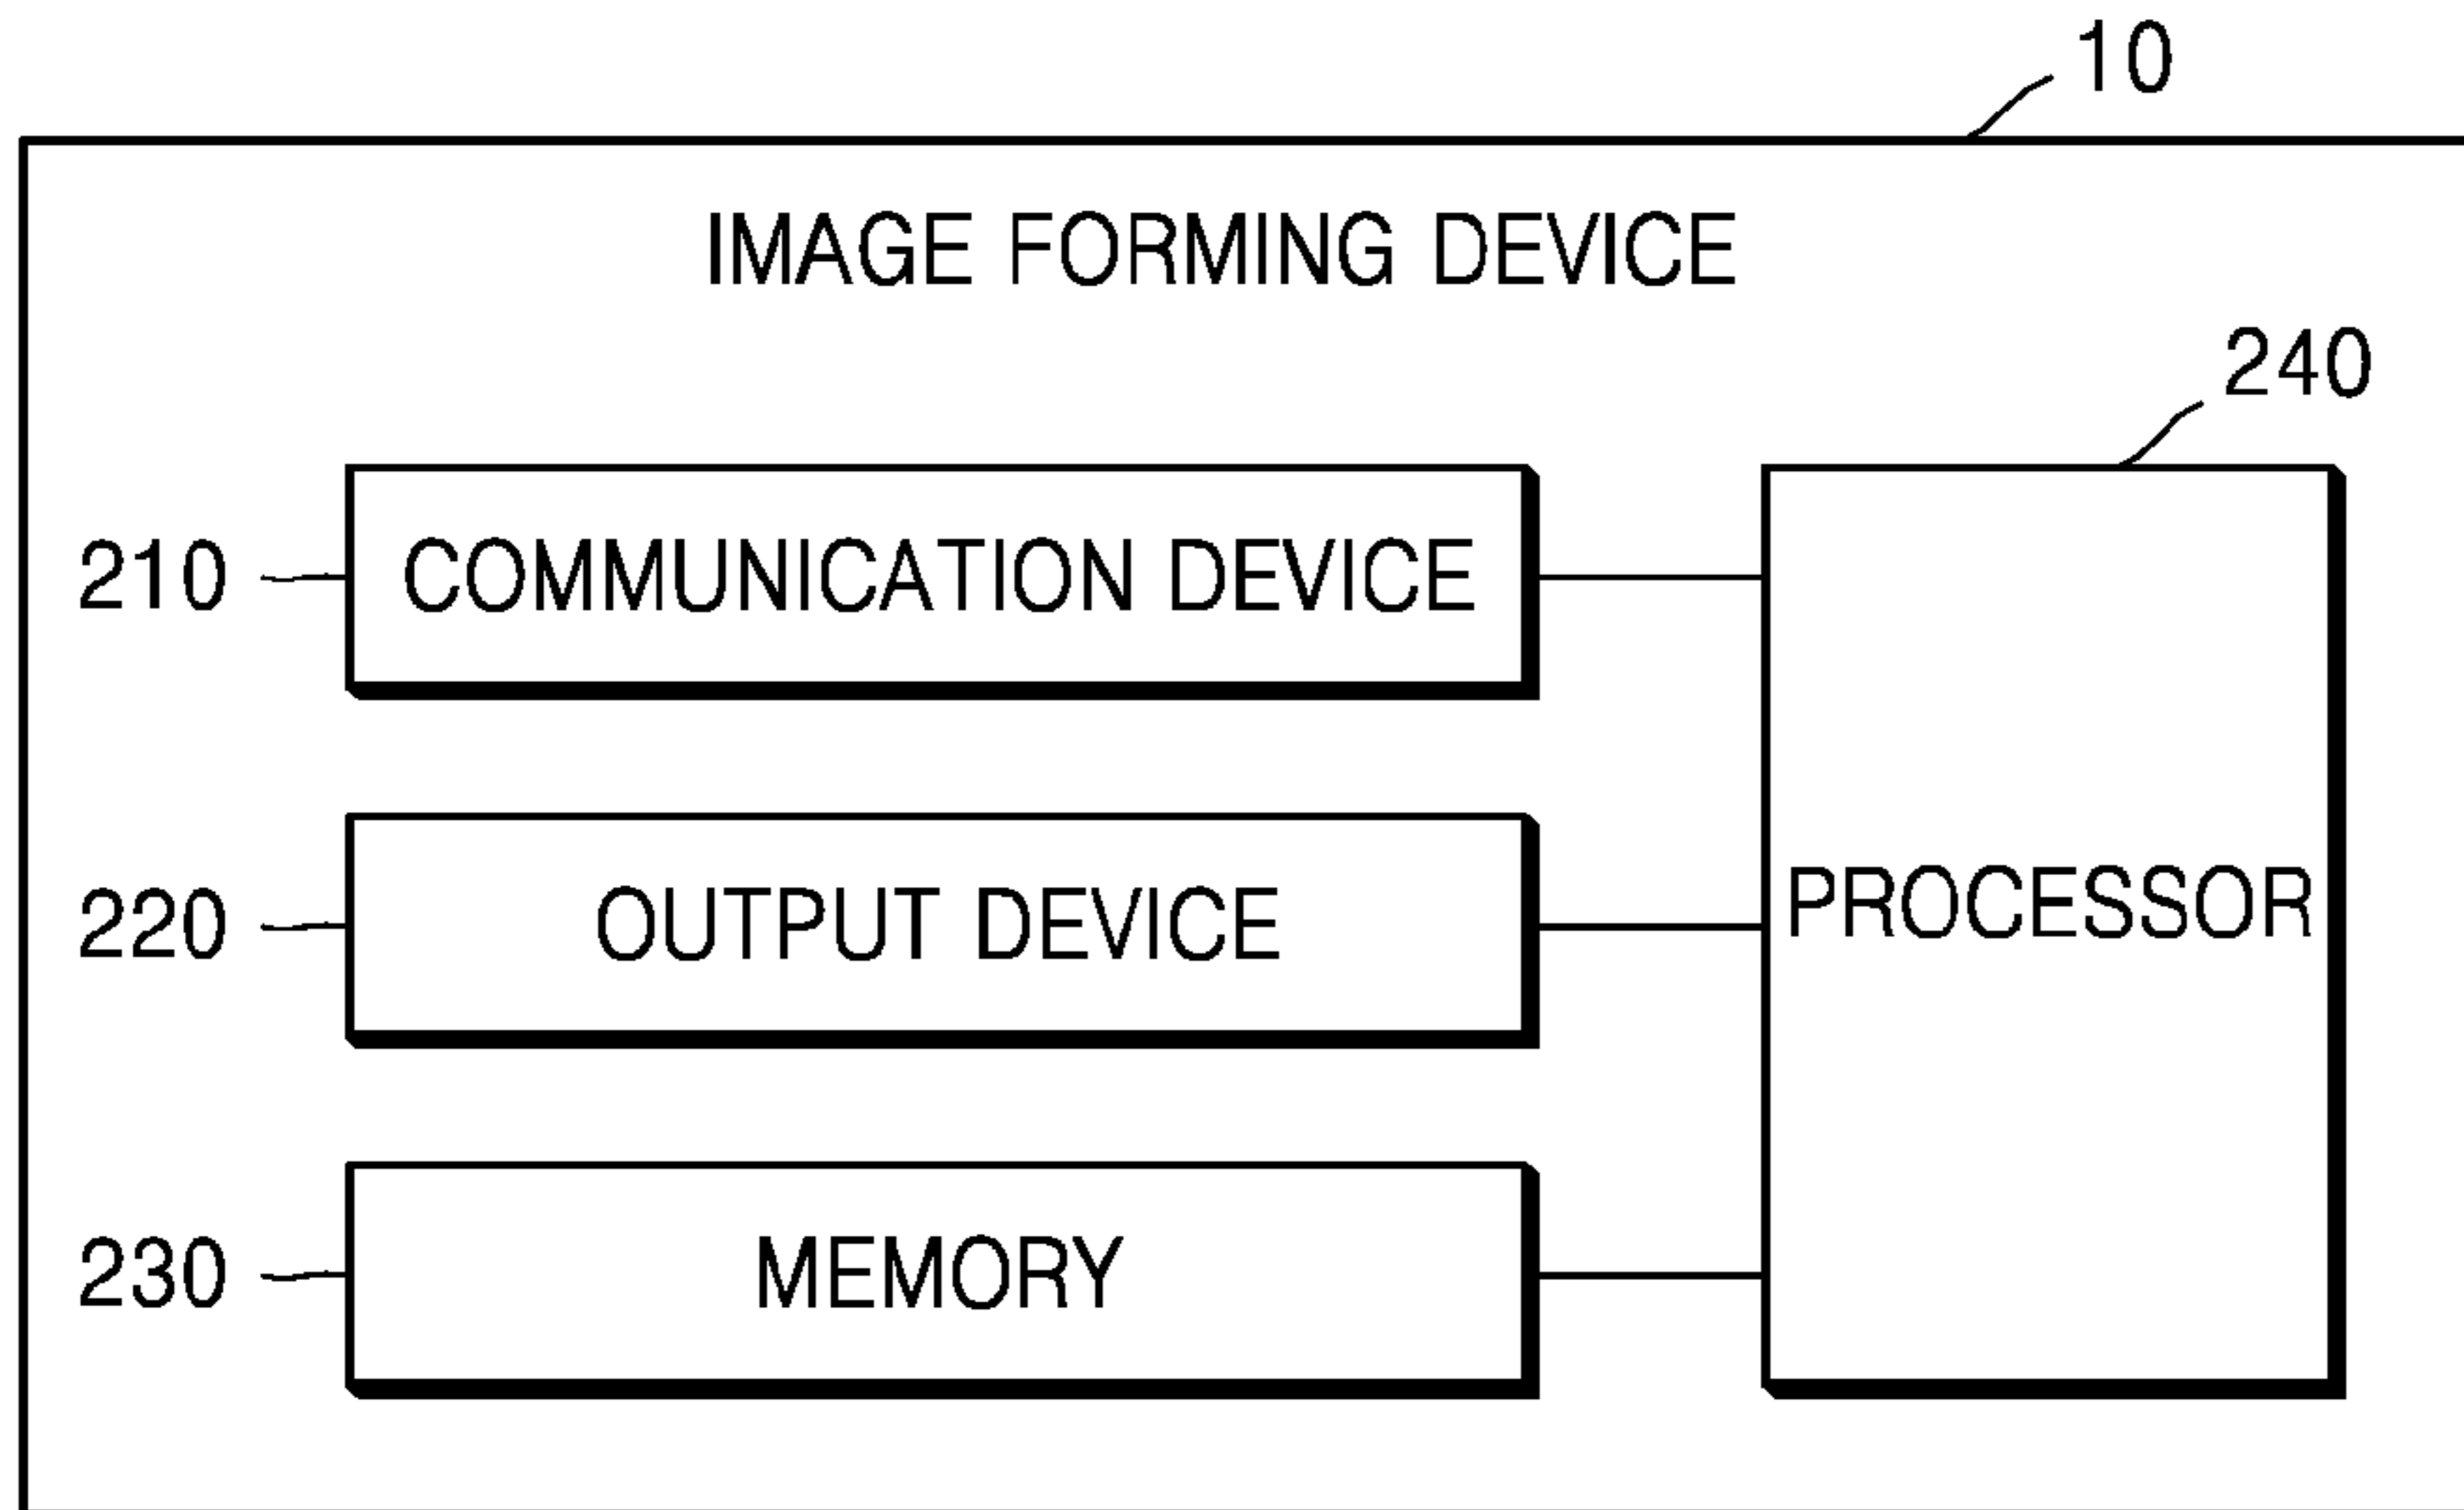 10
IMAGE FORMING DEVICE
240
210 COMMUNICATION DEVICE
220 OUTPUT DEVICE PROCESSOR
230 MEMORY